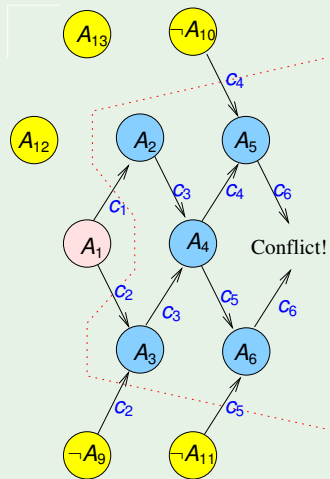 A₁₃
¬A₁₀
c₄
A₁₂
A₂
A₅
c₁
c₃
c₄
c₆
A₁
A₄
Conflict!
c₂
c₃
c₅
c₆
A₃
A₆
c₂
c₅
¬A₉
¬A₁₁